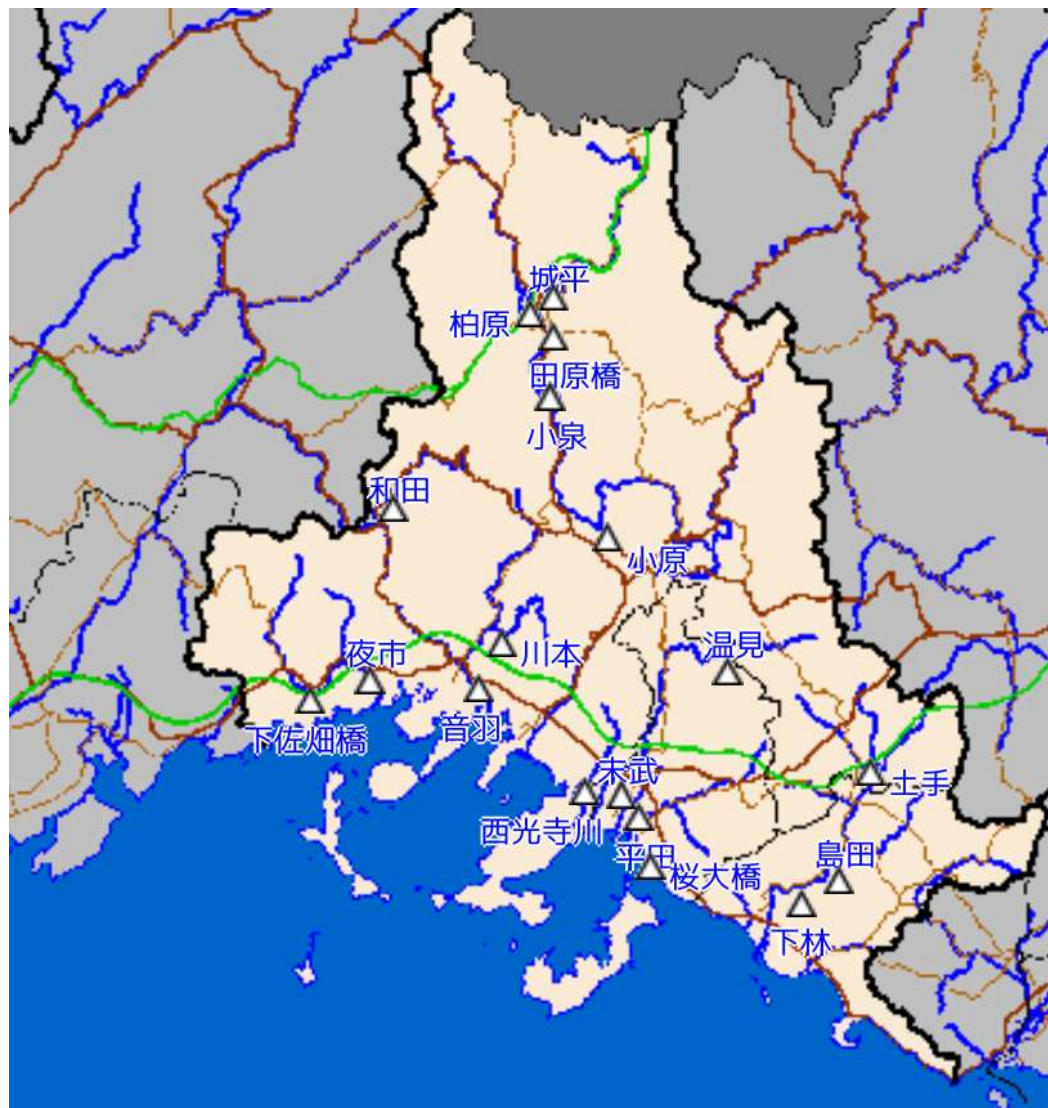 城平
柏原
田原橋
小泉
和田
小原
川本
温見
夜市
音羽
下佐畑橋
末武
土手
西光寺川
平田
島田
桜大橋
下林